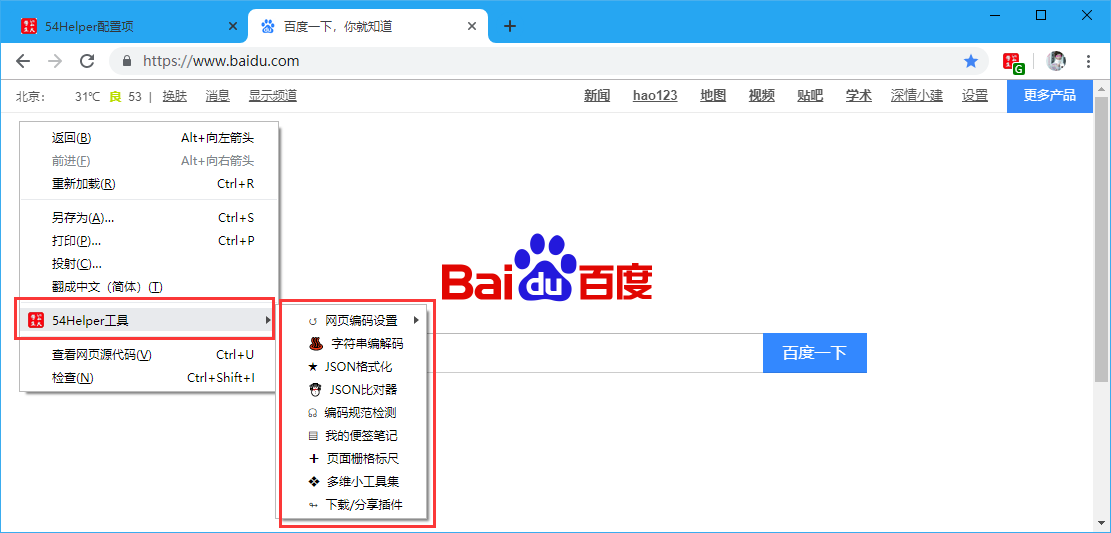 54Helper配置项
百度一下，你就知道
https://www.baidu.com
G
北京: 31℃ 良 53 | 换肤 消息 显示频道 新闻 hao123 地图 视频 贴吧 学术 深情小建 设置 更多产品
返回(B) Alt+向左箭头
前进(F) Alt+向右箭头
重新加载(R) Ctrl+R
另存为(A)... Ctrl+S
打印(P)... Ctrl+P
投射(C)...
翻成中文（简体）(T)
54Helper工具
查看网页源代码(V) Ctrl+U
检查(N) Ctrl+Shift+I
网页编码设置
字符串编解码
JSON格式化
JSON比对器
编码规范检测
我的便签笔记
页面栅格标尺
多维小工具集
下载/分享插件
Baidu百度
百度一下